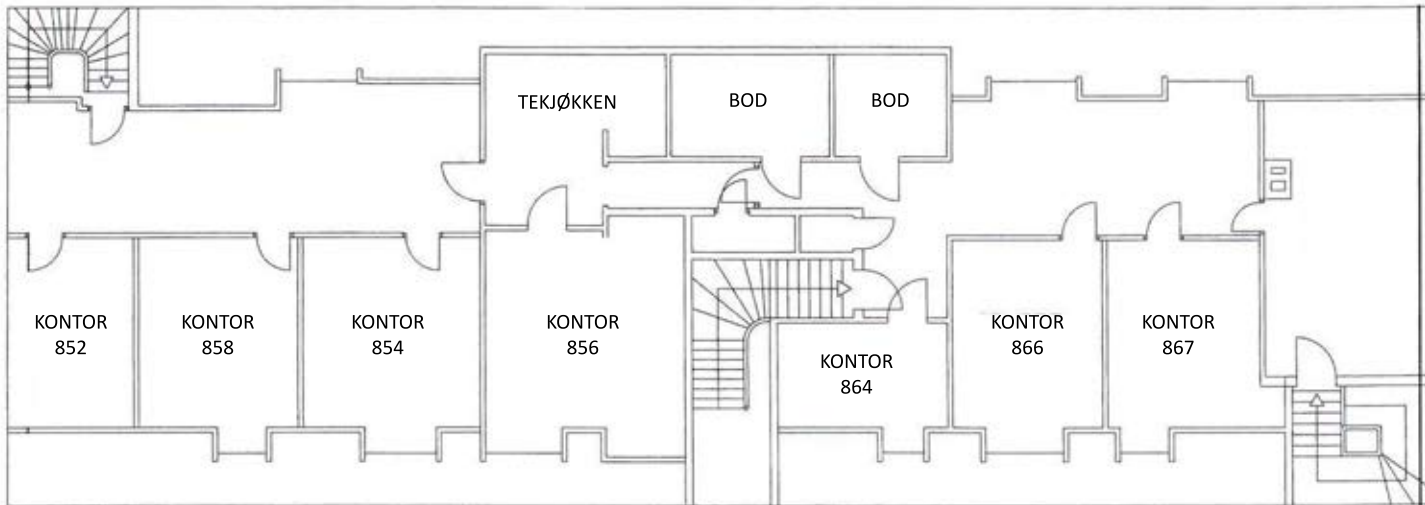 TEKJØKKEN
BOD
BOD
KONTOR
852
KONTOR
858
KONTOR
854
KONTOR
856
KONTOR
864
KONTOR
866
KONTOR
867